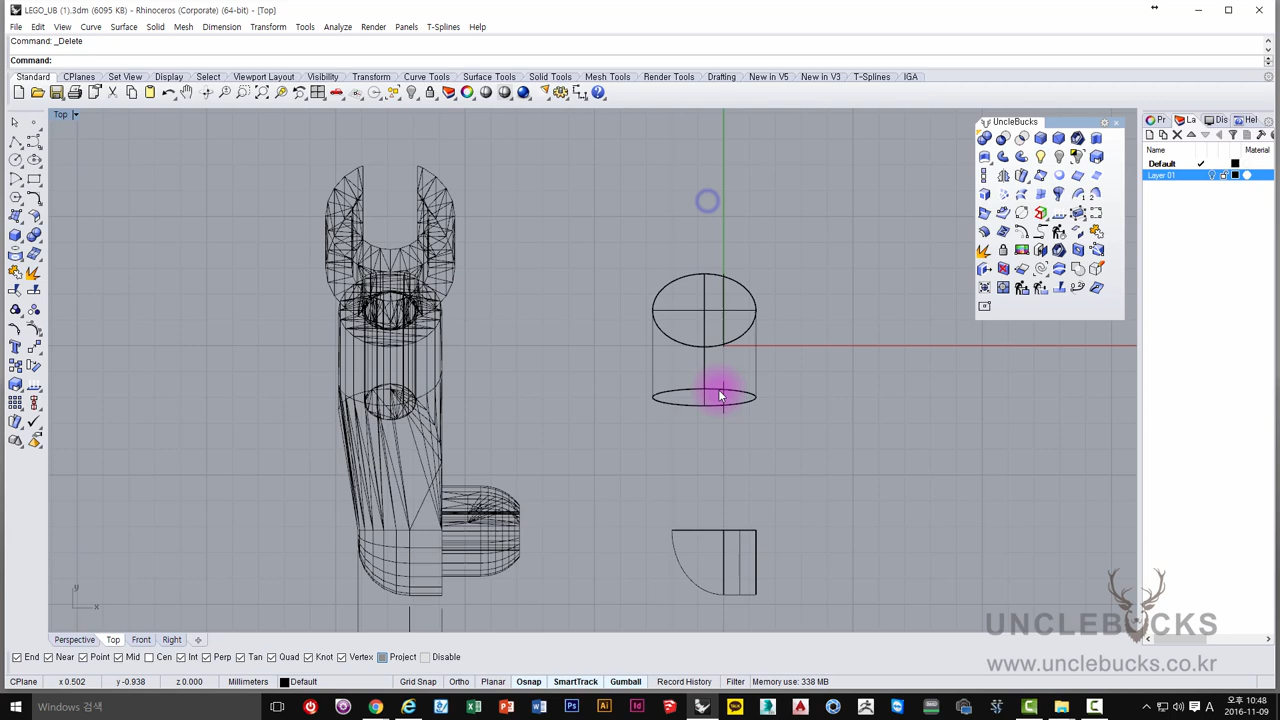 LEGO_UB (1).3dm (6095 KB) - Rhinoceros (Corporate) (64-bit) - [Top]
File Edit View Curve Surface Solid Mesh Dimension Transform Tools Analyze Render Panels T-Splines Help
Command: _Delete
Command:
Standard CPlanes Set View Display Select Viewport Layout Visibility Transform Curve Tools Surface Tools Solid Tools Mesh Tools Render Tools Drafting New in V5 New in V3 T-Splines IGA
Top
UncleBucks
Pr La Dis Hel
Name Material
Default
Layer 01
y
x
UNCLEBUCKS
www.unclebucks.co.kr
Perspective Top Front Right
End Near Point Mid Cen Int Perp Tan Quad Knot Vertex Project Disable
CPlane x 0.502 y -0.938 z 0.000 Millimeters Default Grid Snap Ortho Planar Osnap SmartTrack Gumball Record History Filter Memory use: 338 MB
Windows 검색
A 오후 10:48
2016-11-09